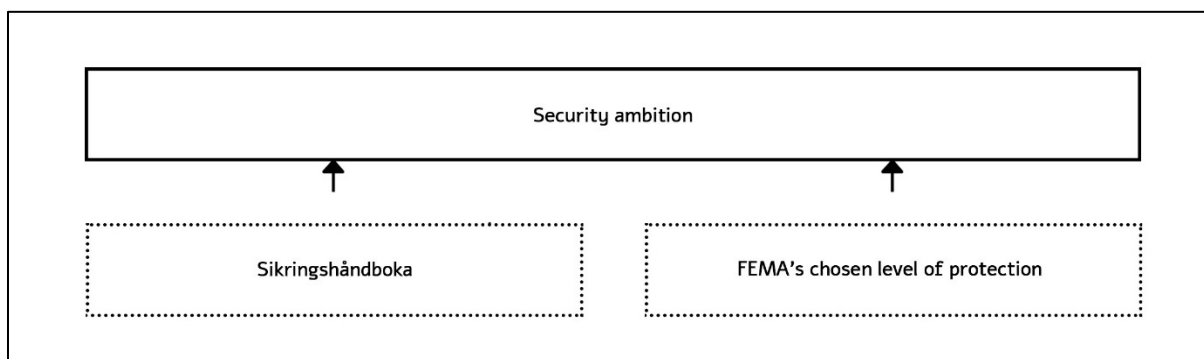 Security ambition
Sikringshåndboka
FEMA's chosen level of protection